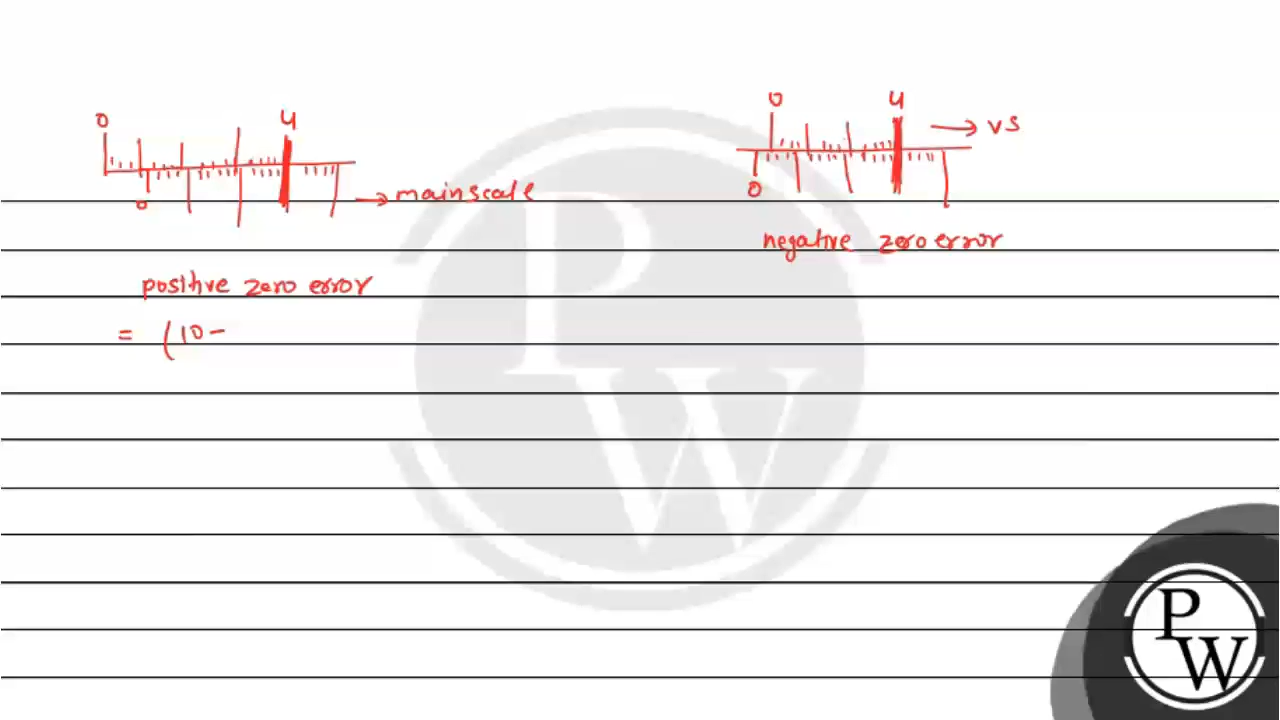 0 4
0
→ mainscale
positive zero error
= (10-
0 4
→ VS
0
negative zero error
P
W
P
W